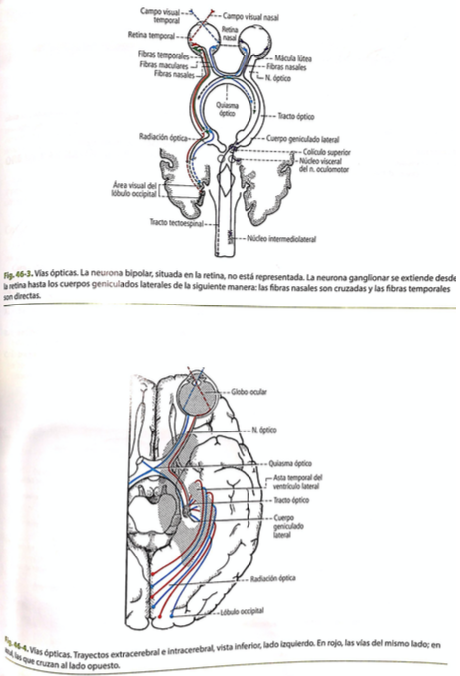 Campo visual temporal
Campo visual nasal
Retina temporal
Retina nasal
Fibras temporales
Fibras maculares
Fibras nasales
Mácula lútea
Fibras nasales
N. óptico
Quiasma óptico
Tracto óptico
Radiación óptica
Cuerpo geniculado lateral
Colículo superior
Núcleo visceral del n. oculomotor
Área visual del lóbulo occipital
Tracto tectoespinal
Núcleo intermediolateral
Fig. 46-3. Vías ópticas. La neurona bipolar, situada en la retina, no está representada. La neurona ganglionar se extiende desde
la retina hasta los cuerpos geniculados laterales de la siguiente manera: las fibras nasales son cruzadas y las fibras temporales
son directas.
Globo ocular
N. óptico
Quiasma óptico
Asta temporal del ventrículo lateral
Tracto óptico
Cuerpo geniculado lateral
Radiación óptica
Lóbulo occipital
46-4. Vías ópticas. Trayectos extracerebral e intracerebral, vista inferior, lado izquierdo. En rojo, las vías del mismo lado; en
azul, las que cruzan al lado opuesto.